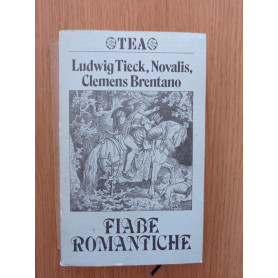 TEA
Ludwig Tieck, Novalis,
Clemens Brentano
FIABE
ROMANTICHE